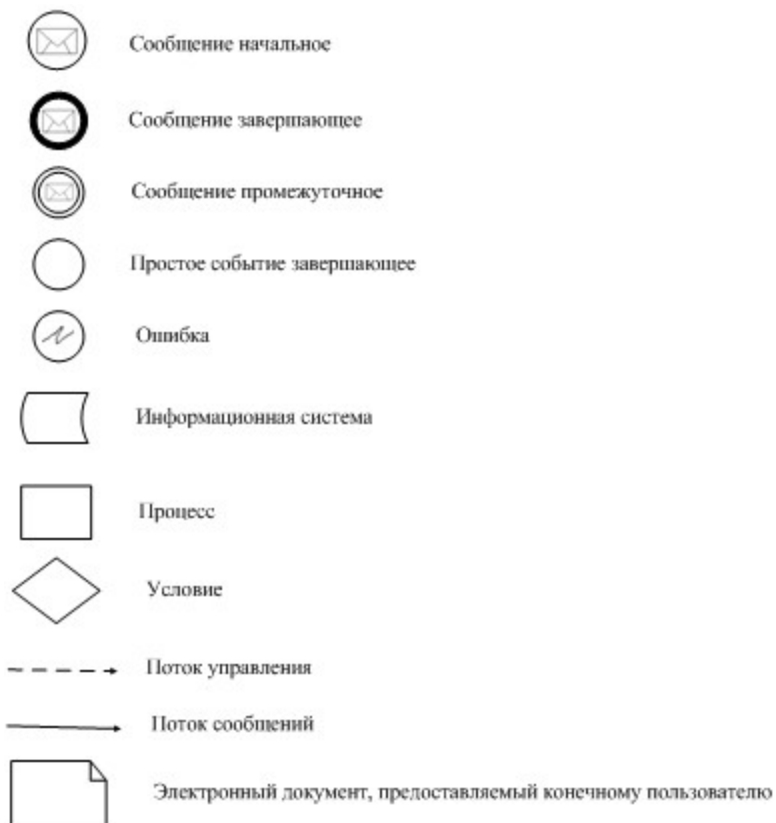 Сообщение начальное
Сообщение завершающее
Сообщение промежуточное
Простое событие завершающее
Ошибка
Информационная система
Процесс
Условие
Поток управления
Поток сообщений
Электронный документ, предоставляемый конечному пользователю